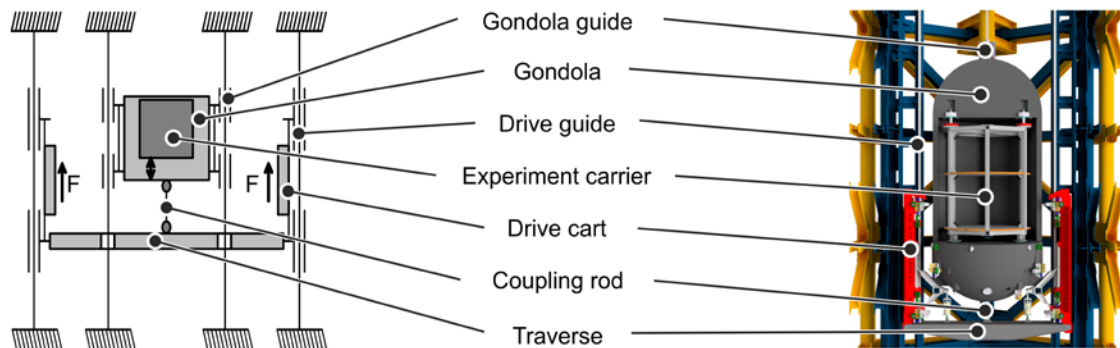 Gondola guide
Gondola
Drive guide
F
Experiment carrier
F
Drive cart
Coupling rod
Traverse